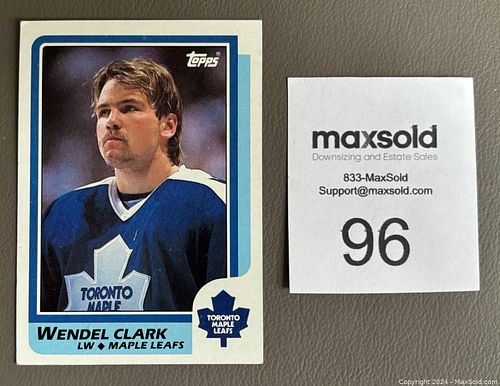 topps
TORONTO
MAPLE
WENDEL CLARK
LW ◆ MAPLE LEAFS
TORONTO
MAPLE
LEAFS
maxsold
Downsizing and Estate Sales
833-MaxSold
Support@maxsold.com
96
Copyright 2024 - MaxSold.com